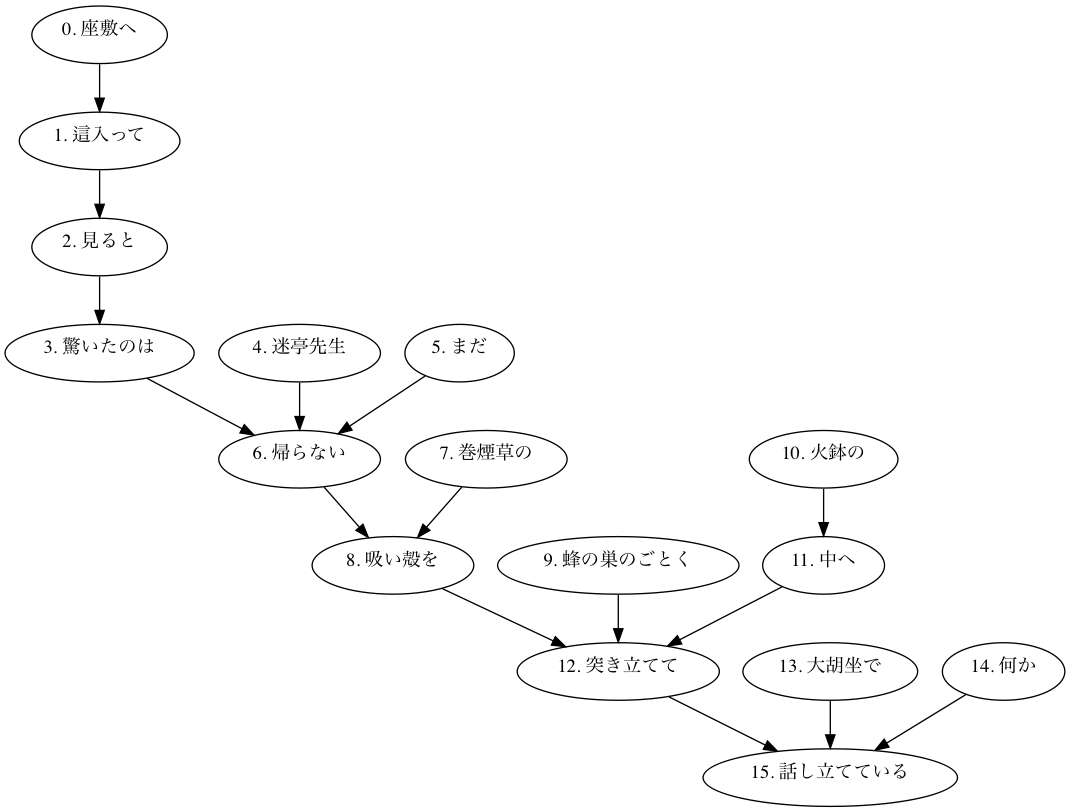 0. 座敷へ
1. 這入って
2. 見ると
3. 驚いたのは
4. 迷亭先生
5. まだ
6. 帰らない
7. 巻煙草の
8. 吸い殻を
9. 蜂の巣のごとく
10. 火鉢の
11. 中へ
12. 突き立てて
13. 大胡坐で
14. 何か
15. 話し立てている